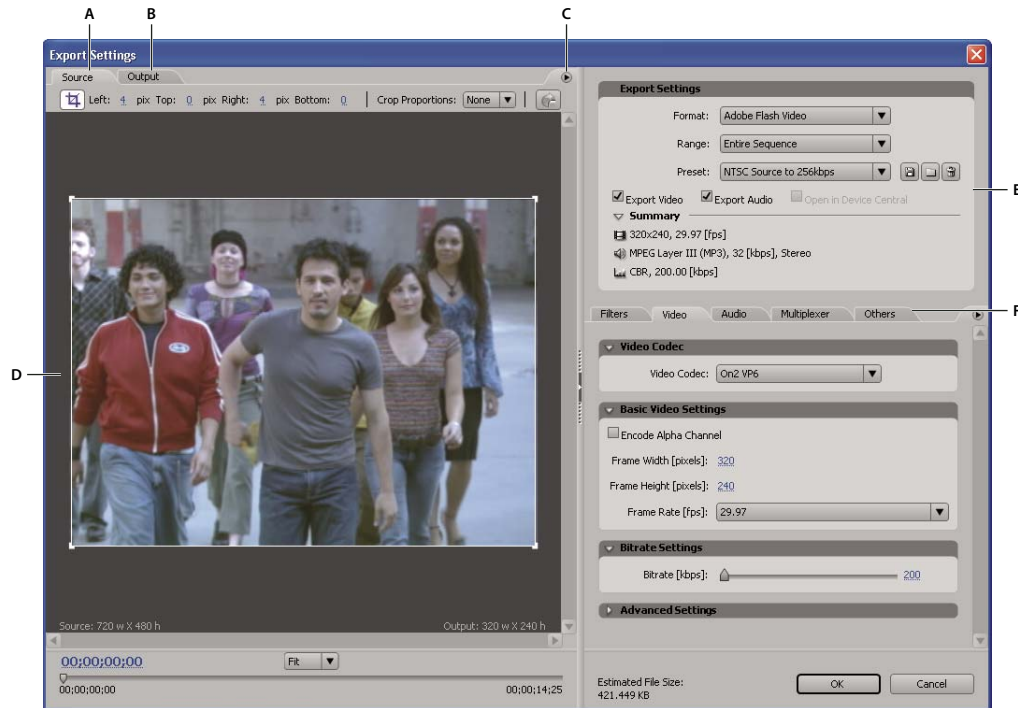 A B C
Export Settings
Source Output
Left: 4 pix Top: 0 pix Right: 4 pix Bottom: 0 Crop Proportions: None
Export Settings
Format: Adobe Flash Video
Range: Entire Sequence
Preset: NTSC Source to 256kbps
E
Export Video Export Audio Open in Device Central
Summary
320x240, 29.97 [fps]
MPEG Layer III (MP3), 32 [kbps], Stereo
CBR, 200.00 [kbps]
Filters Video Audio Multiplexer Others
F
D
Video Codec
Video Codec: On2 VP6
Basic Video Settings
Encode Alpha Channel
Frame Width [pixels]: 320
Frame Height [pixels]: 240
Frame Rate [fps]: 29.97
Bitrate Settings
Bitrate [kbps]: 200
Advanced Settings
Source: 720 w X 480 h Output: 320 w X 240 h
00;00;00;00 Fit
00;00;00;00 00;00;14;25
Estimated File Size:
421.449 KB
OK Cancel